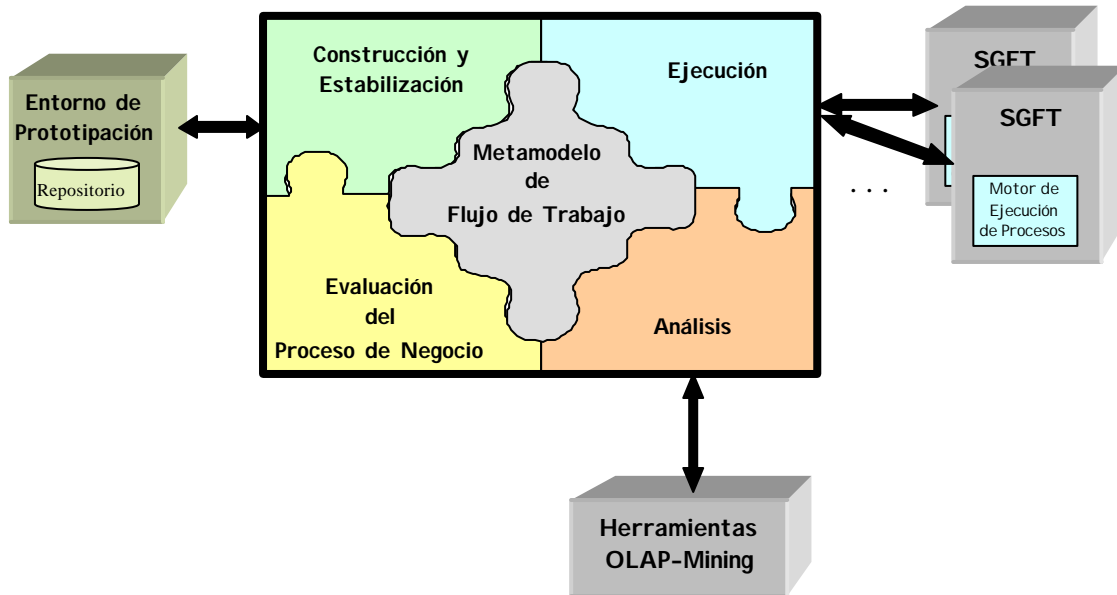 Construcción y
Estabilización
Ejecución
SGFT
SGFT
Entorno de
Prototipación
Repositorio
Metamodelo
de
Flujo de Trabajo
. . .
Motor de
Ejecución
de Procesos
Evaluación
del
Proceso de Negocio
Análisis
Herramientas
OLAP-Mining